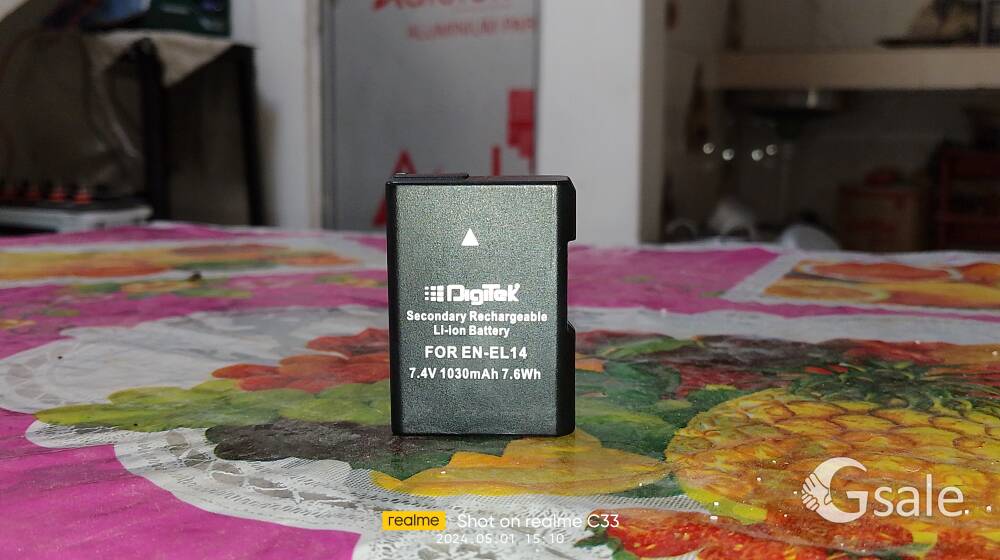 DIGITEK
Secondary Rechargeable
Li-ion Battery
FOR EN-EL14
7.4V 1030mAh 7.6Wh
Gsale.
realme Shot on realme C33
2024.05.01 15:10